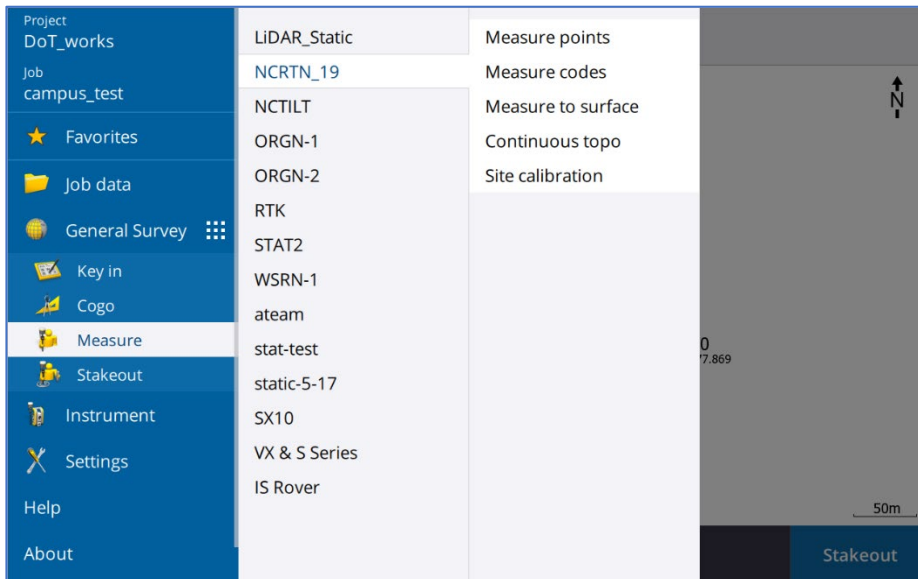 Project
DoT_works
Job
campus_test
Favorites
Job data
General Survey
Key in
Cogo
Measure
Stakeout
Instrument
Settings
Help
About
LiDAR_Static
NCRTN_19
NCTILT
ORGN-1
ORGN-2
RTK
STAT2
WSRN-1
ateam
stat-test
static-5-17
SX10
VX & S Series
IS Rover
Measure points
Measure codes
Measure to surface
Continuous topo
Site calibration
N
0
7.869
50m
Stakeout